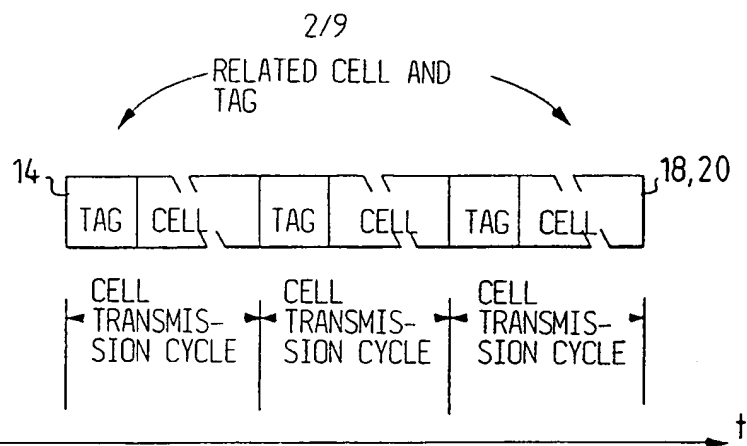 2/9
RELATED CELL AND
TAG
14
18,20
TAG CELL TAG CELL TAG CELL
CELL CELL CELL
TRANSMIS- TRANSMIS- TRANSMIS-
SION CYCLE SION CYCLE SION CYCLE
t